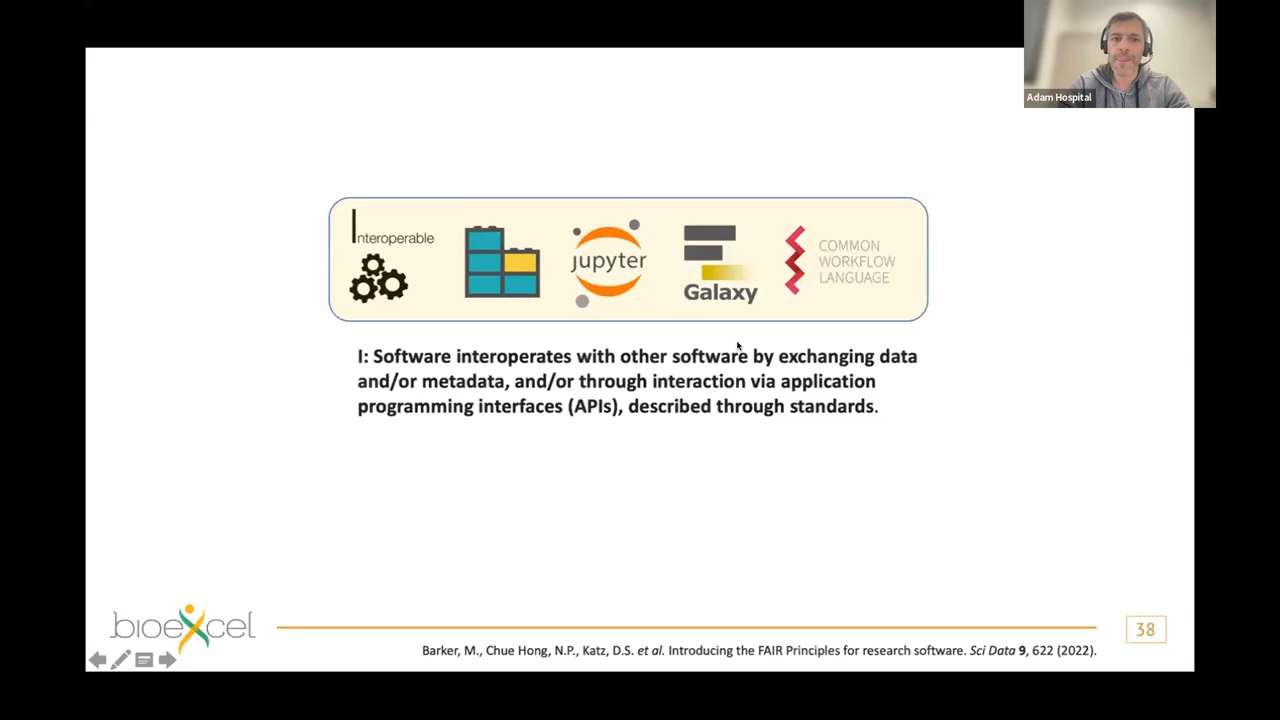 Adam Hospital
Interoperable
jupyter
Galaxy
COMMON
WORKFLOW
LANGUAGE
I: Software interoperates with other software by exchanging data
and/or metadata, and/or through interaction via application
programming interfaces (APIs), described through standards.
bioexcel
38
Barker, M., Chue Hong, N.P., Katz, D.S. et al. Introducing the FAIR Principles for research software. Sci Data 9, 622 (2022).